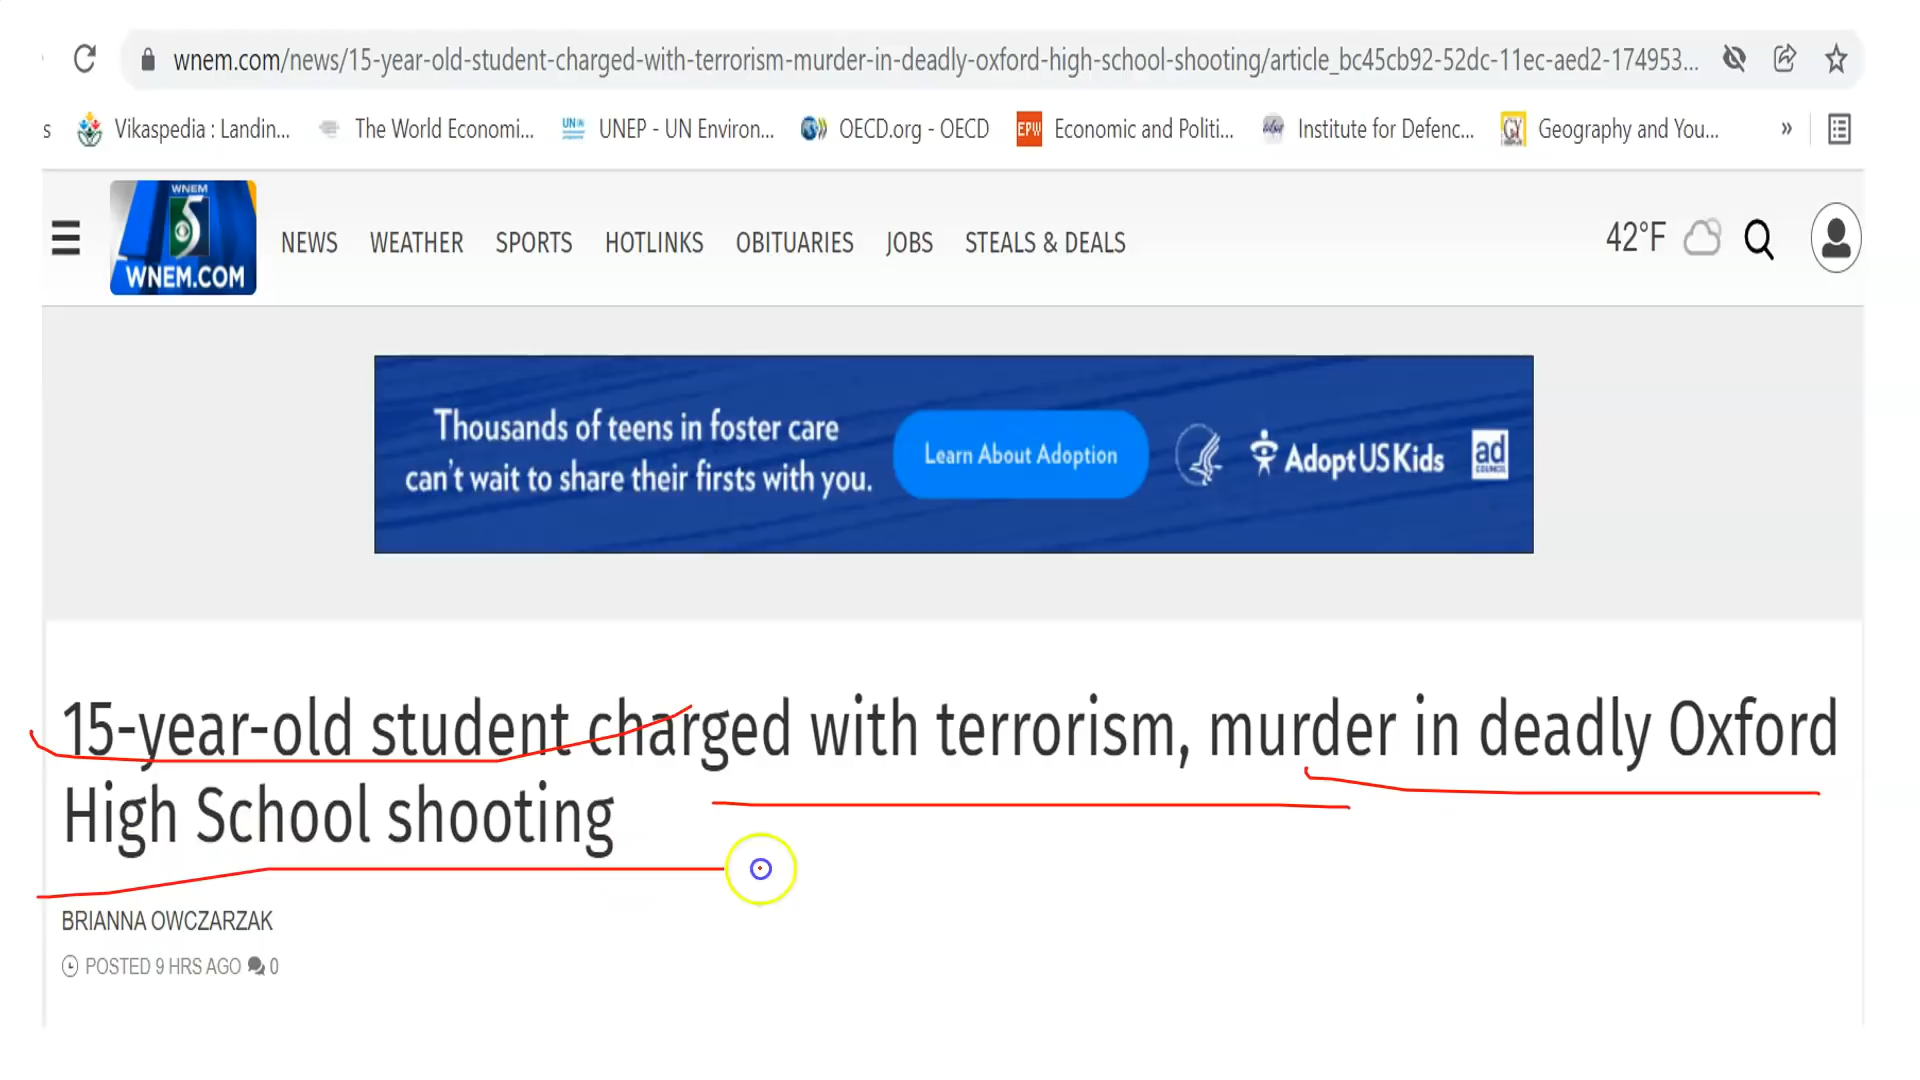 wnem.com/news/15-year-old-student-charged-with-terrorism-murder-in-deadly-oxford-high-school-shooting/article_bc45cb92-52dc-11ec-aed2-174953...
s Vikaspedia : Landin... The World Economi... UNEP - UN Environ... OECD.org - OECD Economic and Politi... Institute for Defenc... Geography and You... »
WNEM
5
WNEM.COM
NEWS WEATHER SPORTS HOTLINKS OBITUARIES JOBS STEALS & DEALS 42°F
Thousands of teens in foster care
can't wait to share their firsts with you.
Learn About Adoption
AdoptUSKids
ad
COUNCIL
15-year-old student charged with terrorism, murder in deadly Oxford
High School shooting
BRIANNA OWCZARZAK
POSTED 9 HRS AGO 0